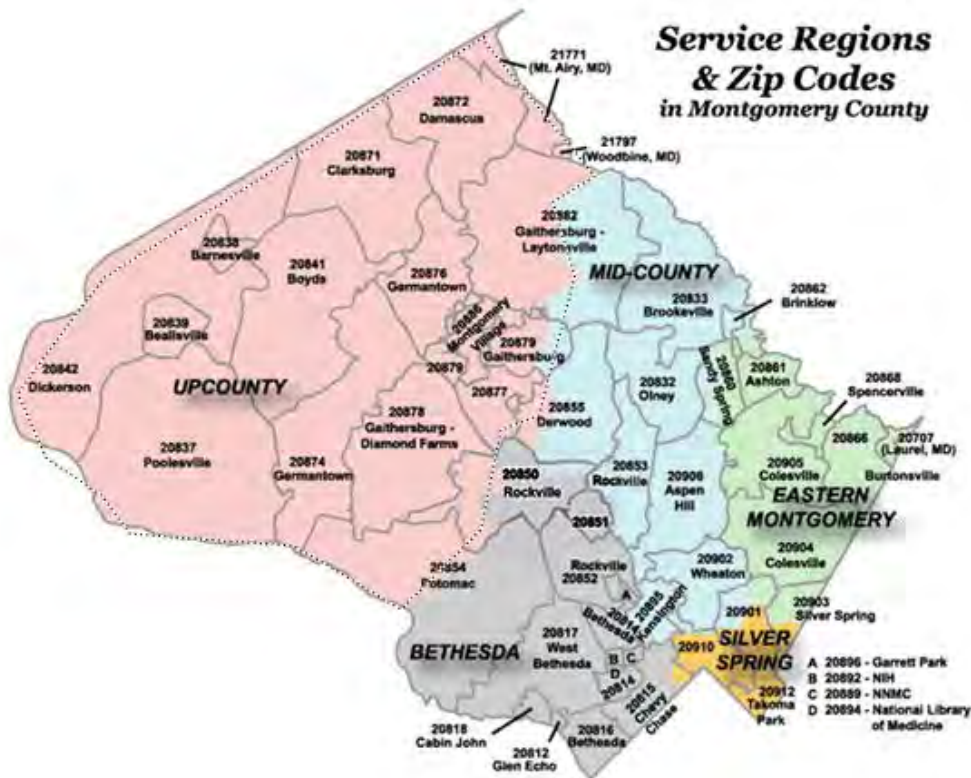 Service Regions
& Zip Codes
in Montgomery County
21771
(Mt. Airy, MD)
20872
Damascus
21797
(Woodbine, MD)
20871
Clarksburg
20882
Gaithersburg -
Laytonsville
20838
Barnesville
20841
Boyds
20876
Germantown
MID-COUNTY
20862
Brinklow
20833
Brookeville
20839
Beallsville
20886
Montgomery
Village
20879
Gaithersburg
20842
Dickerson
UPCOUNTY
20879
20877
20832
Olney
20860
Sandy Spring
20861
Ashton
20868
Spencerville
20878
Gaithersburg -
Diamond Farms
20855
Derwood
20866
20707
(Laurel, MD)
Burtonsville
20837
Poolesville
20874
Germantown
20850
Rockville
20853
Rockville
20906
Aspen
Hill
20905
Colesville
EASTERN
MONTGOMERY
20851
20854
Potomac
Rockville
20852
20902
Wheaton
20904
Colesville
A
20895
Kensington
20814
Bethesda
20901
20903
Silver Spring
BETHESDA
20817
West
Bethesda
B
C
D
20814
20910
SILVER
SPRING
20815
Chevy
Chase
20912
Takoma
Park
20818
Cabin John
20812
Glen Echo
20816
Bethesda
A 20896 - Garrett Park
B 20892 - NIH
C 20889 - NNMC
D 20894 - National Library
of Medicine